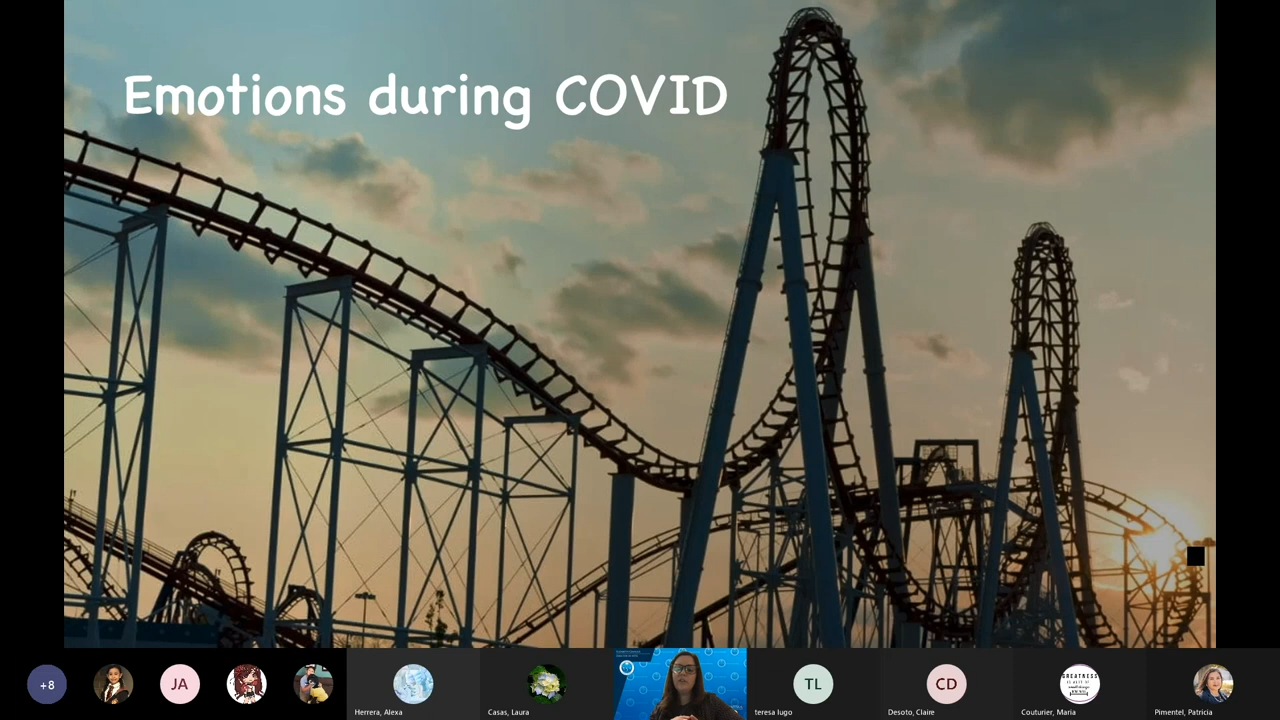 Emotions during COVID
+8
JA
Herrera, Alexa
Casas, Laura
TL
teresa lugo
CD
Desoto, Claire
GREATNESS
Couturier, Maria
Pimentel, Patricia